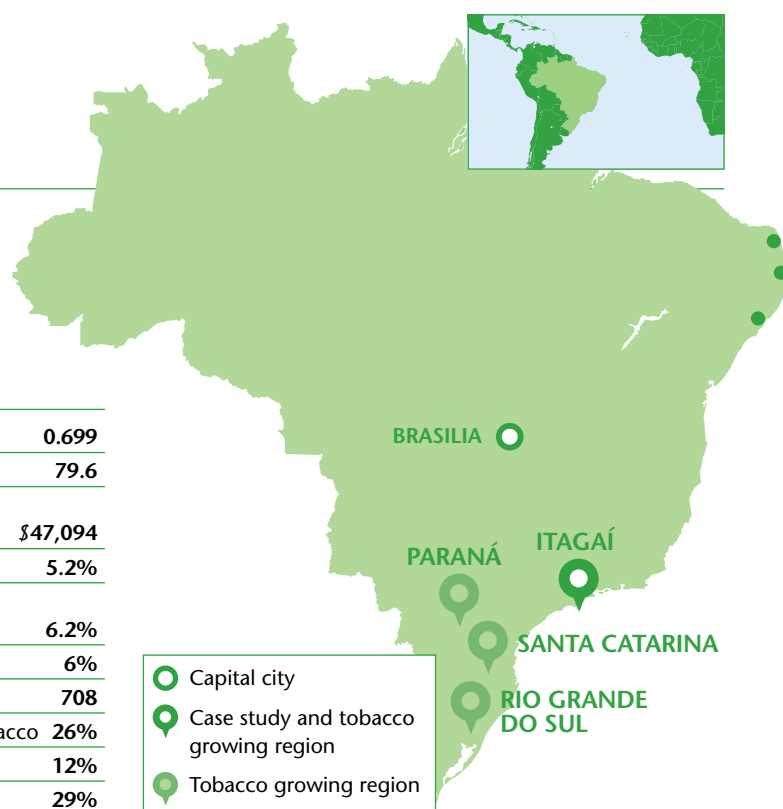 0.699
79.6
$47,094
5.2%
6.2%
6%
708
26%
12%
29%
BRASILIA
PARANÁ
ITAGAÍ
SANTA CATARINA
RIO GRANDE
DO SUL
Capital city
Case study and tobacco
growing region
Tobacco growing region